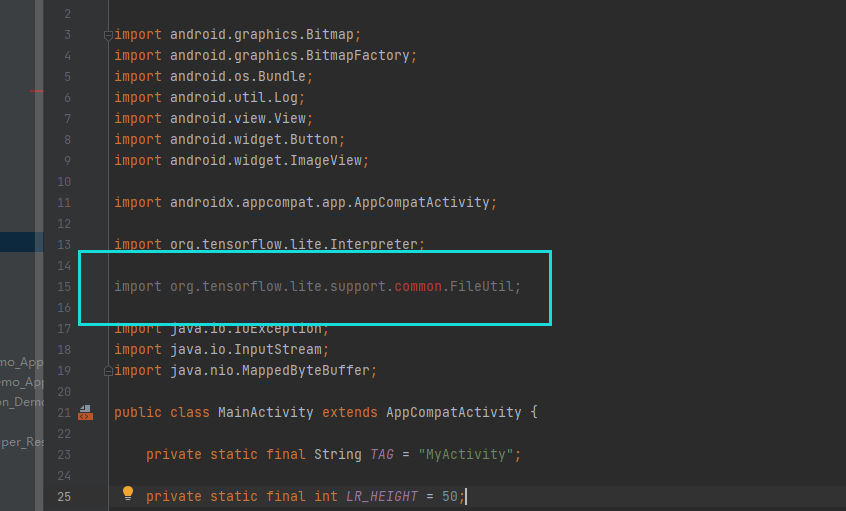 2
3 import android.graphics.Bitmap;
4 import android.graphics.BitmapFactory;
5 import android.os.Bundle;
6 import android.util.Log;
7 import android.view.View;
8 import android.widget.Button;
9 import android.widget.ImageView;
10
11 import androidx.appcompat.app.AppCompatActivity;
12
13 import org.tensorflow.lite.Interpreter;
14
15 import org.tensorflow.lite.support.common.FileUtil;
16
17 import java.io.IOException;
18 import java.io.InputStream;
mo_App
19 import java.nio.MappedByteBuffer;
emo_App
20
on_Demo
21 public class MainActivity extends AppCompatActivity {
22
per_Res
23 private static final String TAG = "MyActivity";
24
25 private static final int LR_HEIGHT = 50;